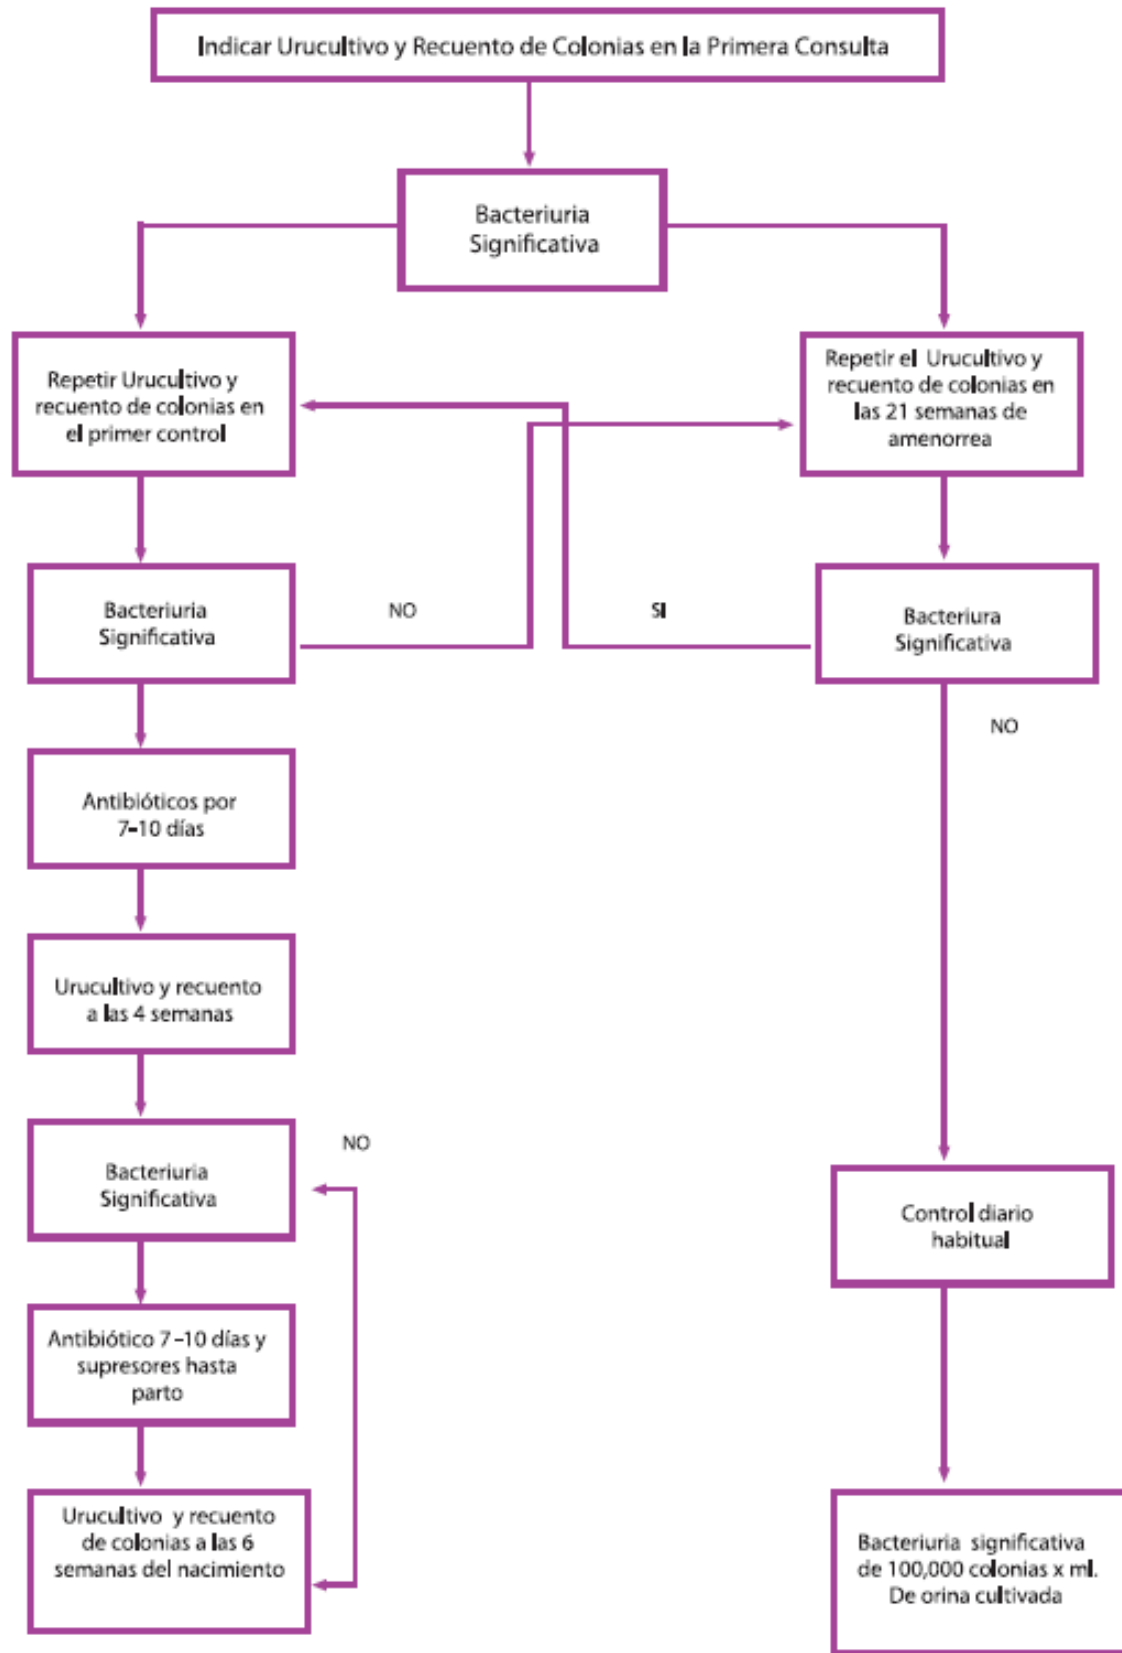 Indicar Urucultivo y Recuento de Colonias en la Primera Consulta
Bacteriuria
Significativa
Repetir Urucultivo y
recuento de colonias en
el primer control
Repetir el Urucultivo y
recuento de colonias en
las 21 semanas de
amenorrea
Bacteriuria
Significativa
NO
SI
Bacteriura
Significativa
NO
Antibióticos por
7-10 días
Urucultivo y recuento
a las 4 semanas
NO
Bacteriuria
Significativa
Control diario
habitual
Antibiótico 7-10 días y
supresores hasta
parto
Urucultivo y recuento
de colonias a las 6
semanas del nacimiento
Bacteriuria significativa
de 100,000 colonias x ml.
De orina cultivada